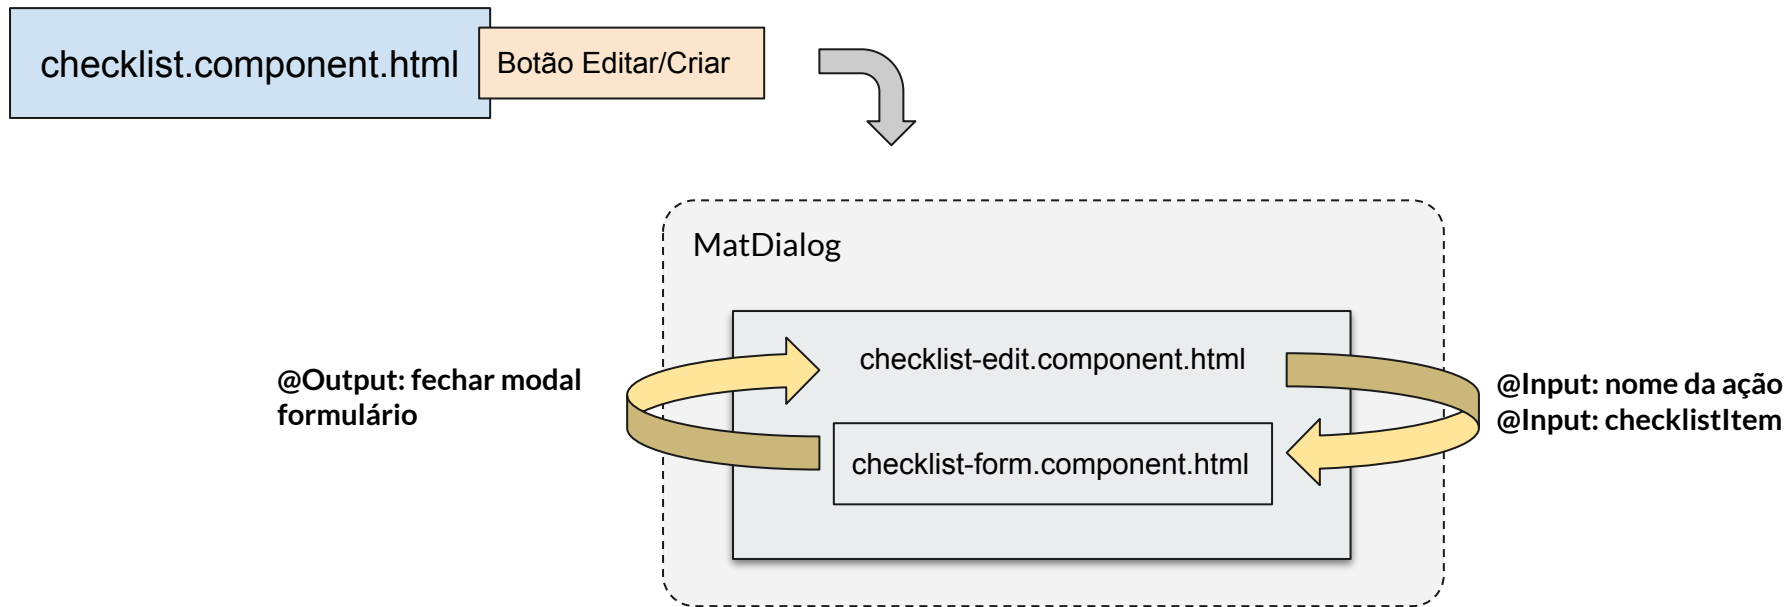 checklist.component.html
Botão Editar/Criar
MatDialog
checklist-edit.component.html
@Output: fechar modal
formulário
@Input: nome da ação
@Input: checklistItem
checklist-form.component.html